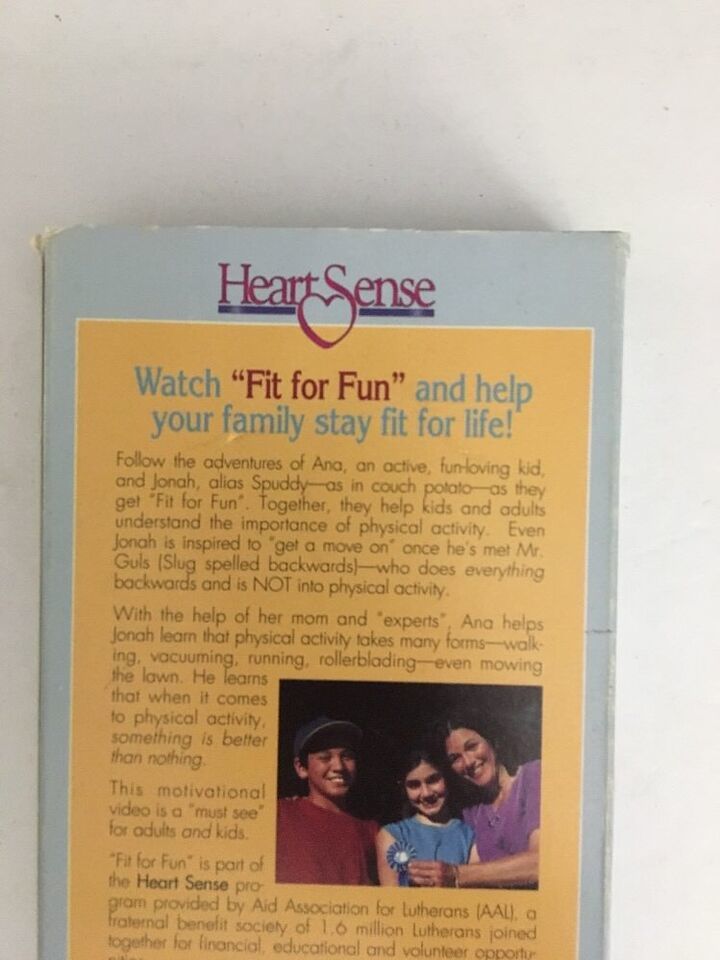 Heart Sense
Watch "Fit for Fun" and help
your family stay fit for life!
Follow the adventures of Ana, an active, fun-loving kid,
and Jonah, alias Spuddy—as in couch potato—as they
get "Fit for Fun". Together, they help kids and adults
understand the importance of physical activity. Even
Jonah is inspired to "get a move on" once he's met Mr.
Guls (Slug spelled backwards)—who does everything
backwards and is NOT into physical activity.
With the help of her mom and "experts", Ana helps
Jonah learn that physical activity takes many forms—walk-
ing, vacuuming, running, rollerblading—even mowing
the lawn. He learns
that when it comes
to physical activity,
something is better
than nothing.
This motivational
video is a "must see"
for adults and kids.
"Fit for Fun" is part of
the Heart Sense pro-
gram provided by Aid Association for Lutherans (AAL), a
fraternal benefit society of 1.6 million Lutherans joined
together for financial, educational and volunteer opportu-